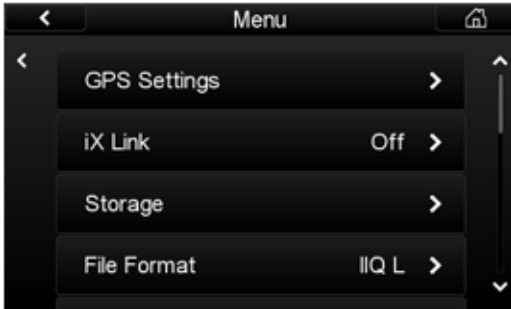 Menu
GPS Settings
iX Link Off
Storage
File Format IIQ L